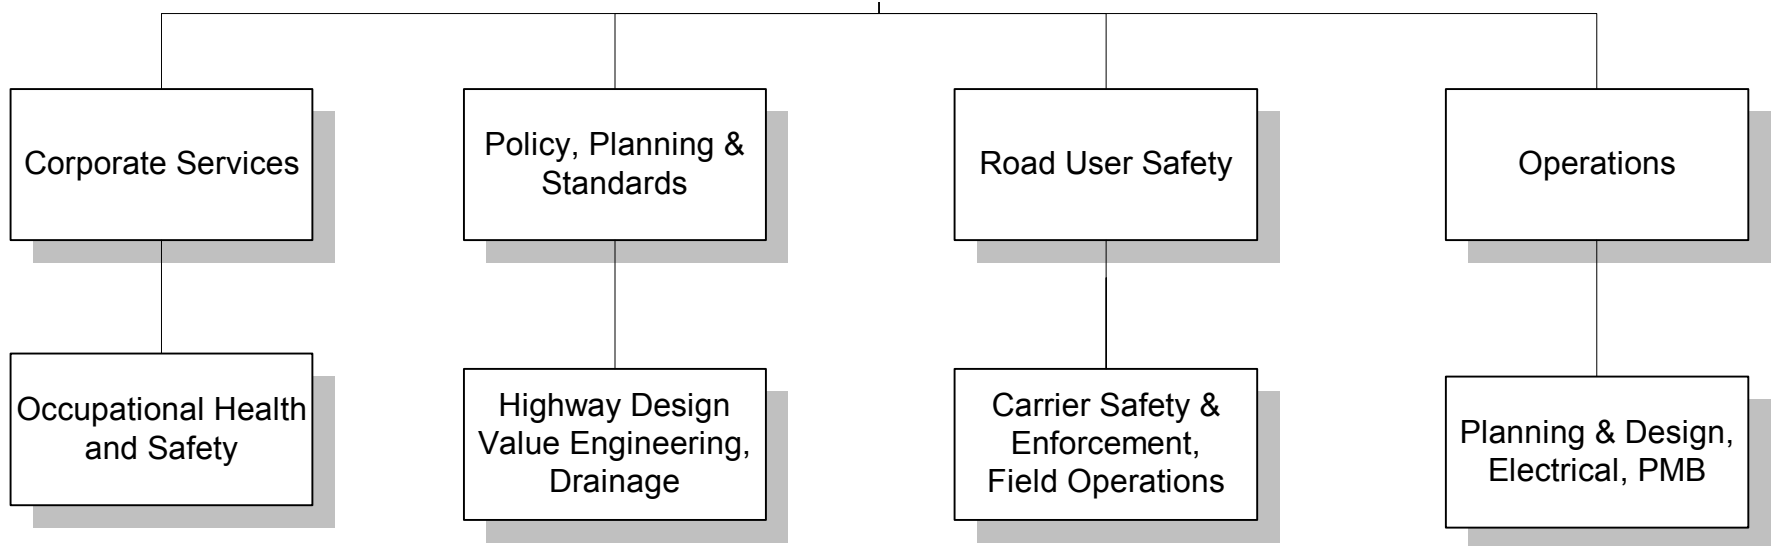 Corporate Services
Policy, Planning &
Standards
Road User Safety
Operations
Occupational Health
and Safety
Highway Design
Value Engineering,
Drainage
Carrier Safety &
Enforcement,
Field Operations
Planning & Design,
Electrical, PMB